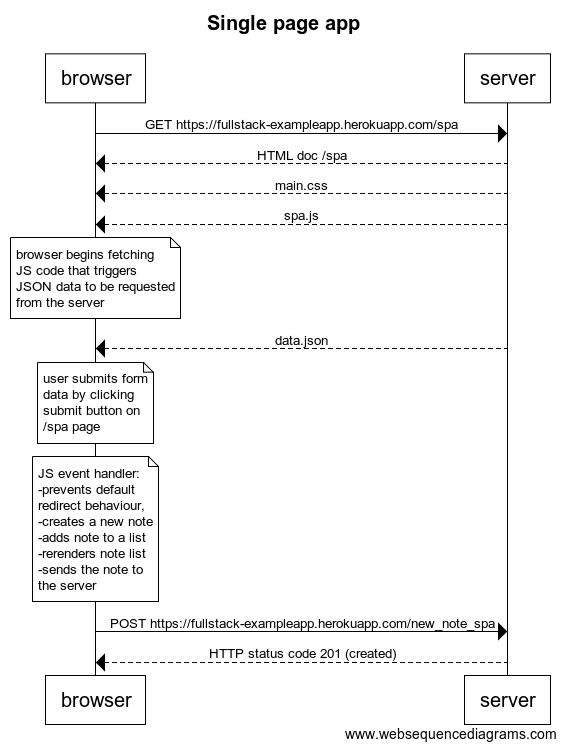 Single page app
browser
server
GET https://fullstack-exampleapp.herokuapp.com/spa
HTML doc /spa
main.css
spa.js
browser begins fetching
JS code that triggers
JSON data to be requested
from the server
data.json
user submits form
data by clicking
submit button on
/spa page
JS event handler:
-prevents default
redirect behaviour,
-creates a new note
-adds note to a list
-rerenders note list
-sends the note to
the server
POST https://fullstack-exampleapp.herokuapp.com/new_note_spa
HTTP status code 201 (created)
browser
server
www.websequencediagrams.com